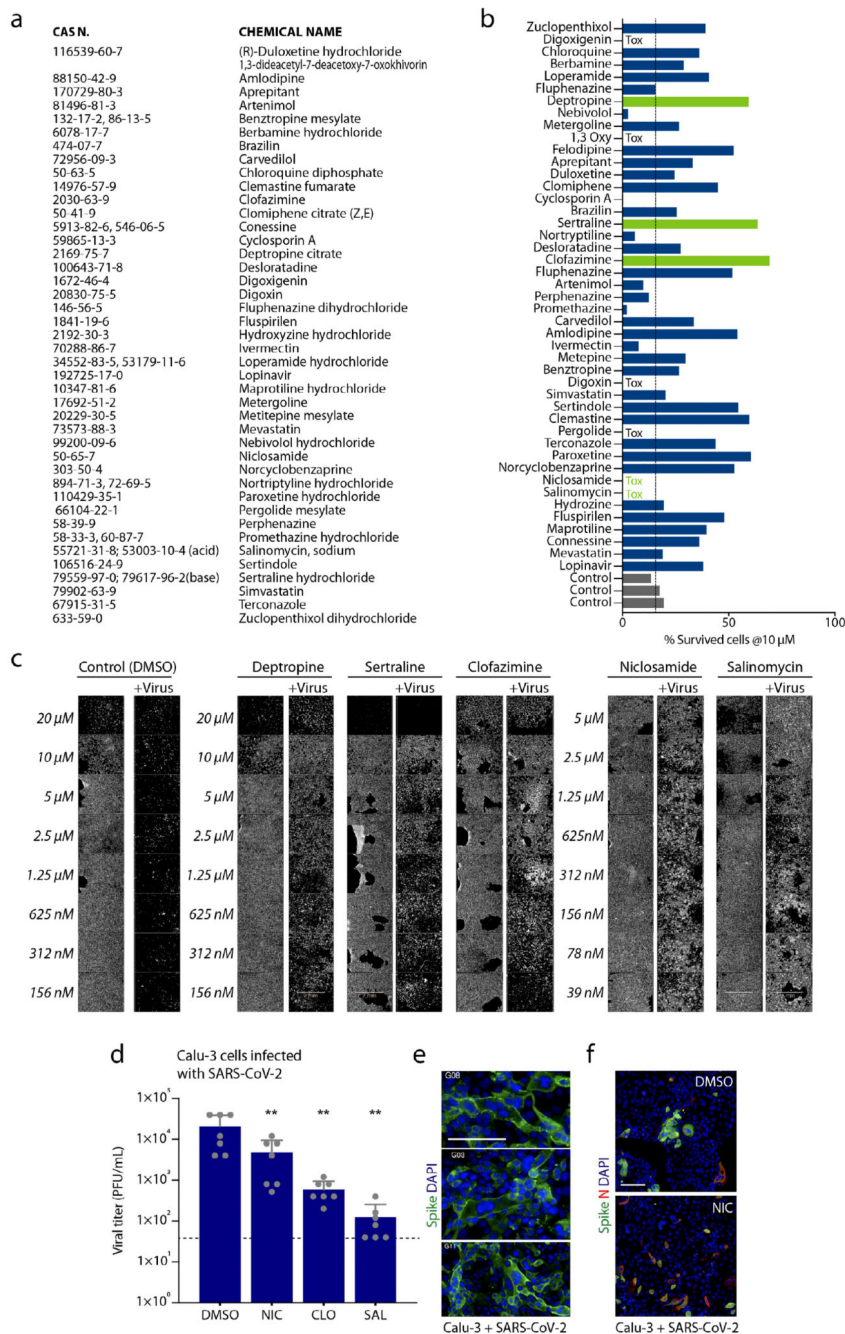 a
CAS N. CHEMICAL NAME
116539-60-7 (R)-Duloxetine hydrochloride
1,3-dideacetyl-7-deacetoxy-7-oxokhivorin
88150-42-9 Amlodipine
170729-80-3 Aprepitant
81496-81-3 Artenimol
132-17-2, 86-13-5 Benztropine mesylate
6078-17-7 Berbamine hydrochloride
474-07-7 Brazilin
72956-09-3 Carvedilol
50-63-5 Chloroquine diphosphate
14976-57-9 Clemastine fumarate
2030-63-9 Clofazimine
50-41-9 Clomiphene citrate (Z,E)
5913-82-6, 546-06-5 Conessine
59865-13-3 Cyclosporin A
2169-75-7 Deptropine citrate
100643-71-8 Desloratadine
1672-46-4 Digoxigenin
20830-75-5 Digoxin
146-56-5 Fluphenazine dihydrochloride
1841-19-6 Fluspirilen
2192-30-3 Hydroxyzine hydrochloride
70288-86-7 Ivermectin
34552-83-5, 53179-11-6 Loperamide hydrochloride
192725-17-0 Lopinavir
10347-81-6 Maprotiline hydrochloride
17692-51-2 Metergoline
20229-30-5 Metitepine mesylate
73573-88-3 Mevastatin
99200-09-6 Nebivolol hydrochloride
50-65-7 Niclosamide
303-50-4 Norcyclobenzaprine
894-71-3, 72-69-5 Nortriptyline hydrochloride
110429-35-1 Paroxetine hydrochloride
66104-22-1 Pergolide mesylate
58-39-9 Perphenazine
58-33-3, 60-87-7 Promethazine hydrochloride
55721-31-8; 53003-10-4 (acid) Salinomycin, sodium
106516-24-9 Sertindole
79559-97-0; 79617-96-2(base) Sertraline hydrochloride
79902-63-9 Simvastatin
67915-31-5 Terconazole
633-59-0 Zuclopenthixol dihydrochloride
b
Zuclopenthixol
Digoxigenin Tox
Chloroquine
Berbamine
Loperamide
Fluphenazine
Deptropine
Nebivolol
Metergoline
1,3 Oxy Tox
Felodipine
Aprepitant
Duloxetine
Clomiphene
Cyclosporin A
Brazilin
Sertraline
Nortryptiline
Desloratadine
Clofazimine
Fluphenazine
Artenimol
Perphenazine
Promethazine
Carvedilol
Amlodipine
Ivermectin
Metepine
Benztropine
Digoxin Tox
Simvastatin
Sertindole
Clemastine
Pergolide Tox
Terconazole
Paroxetine
Norcyclobenzaprine
Niclosamide Tox
Salinomycin Tox
Hydrozine
Fluspirilen
Maprotiline
Connessine
Mevastatin
Lopinavir
Control
Control
Control
0 50 100
% Survived cells @10 µM
c
Control (DMSO) Deptropine Sertraline Clofazimine Niclosamide Salinomycin
+Virus +Virus +Virus +Virus +Virus +Virus
20 µM 20 µM 5 µM
10 µM 10 µM 2.5 µM
5 µM 5 µM 1.25 µM
2.5 µM 2.5 µM 625nM
1.25 µM 1.25 µM 312 nM
625 nM 625 nM 156 nM
312 nM 312 nM 78 nM
156 nM 156 nM 39 nM
d
Calu-3 cells infected
with SARS-CoV-2
Viral titer (PFU/mL)
1×10⁵
1×10⁴
1×10³
1×10²
1×10¹
1×10⁰
** ** **
DMSO NIC CLO SAL
e
Spike DAPI
G08
G11
Calu-3 + SARS-CoV-2
f
Spike N DAPI
DMSO
NIC
Calu-3 + SARS-CoV-2